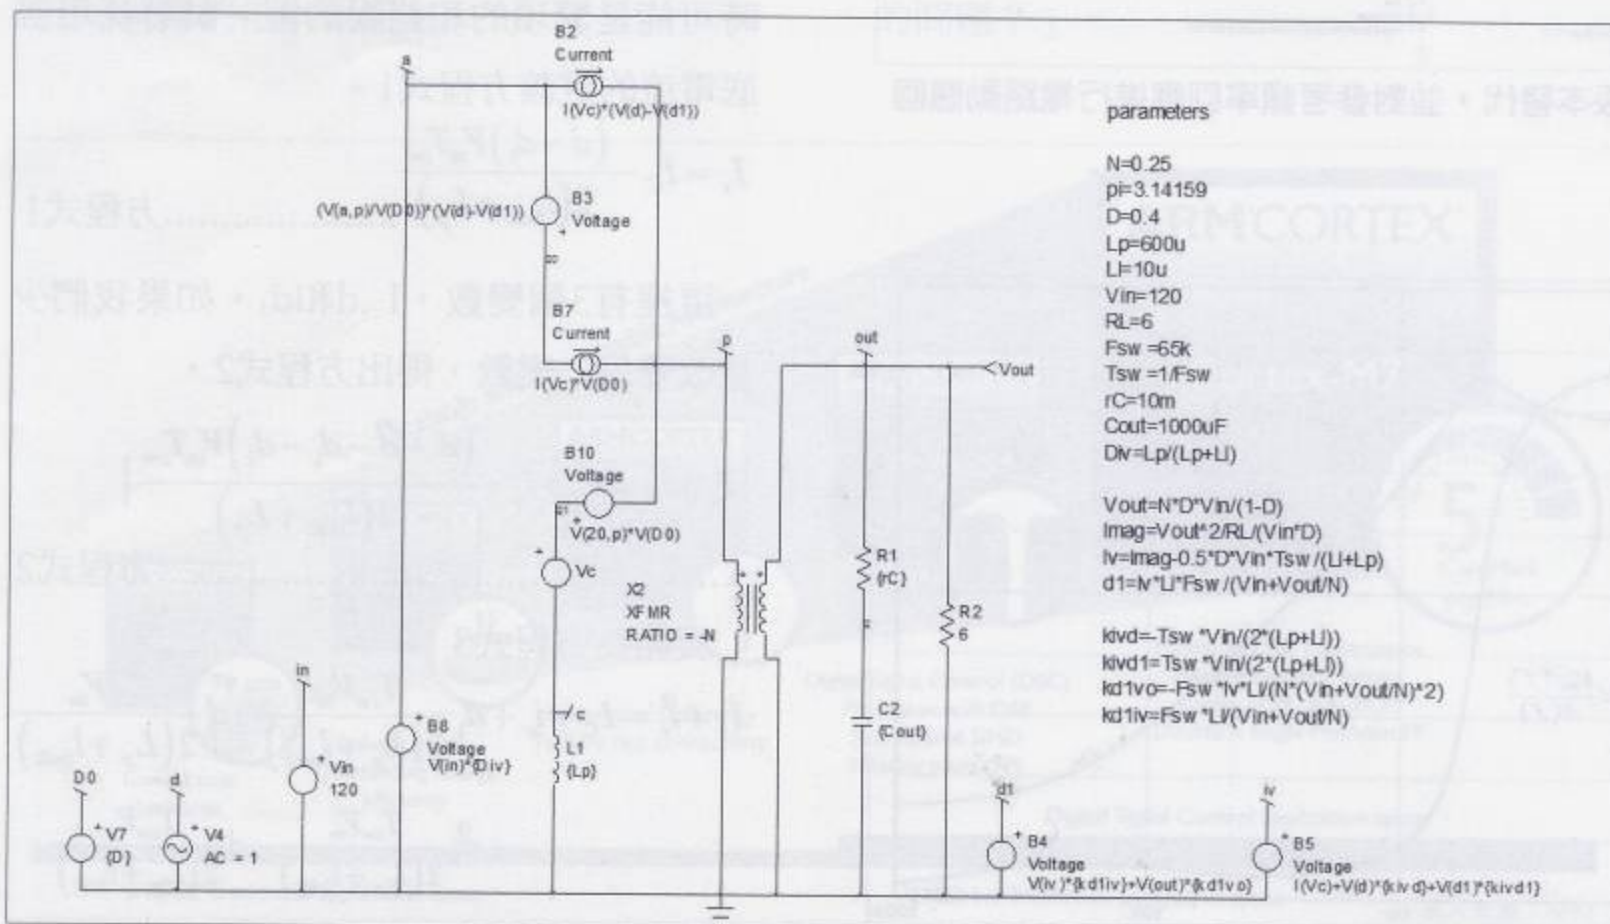 B2
Current
a
I(Vc)*(V(d)-V(d1))
(V(a,p)/V(D0))*(V(d)-V(d1))
B3
Voltage
20
B7
Current
I(Vc)*V(D0)
p
out
Vout
B10
Voltage
21
V(20,p)*V(D0)
Vc
X2
XFMR
RATIO = -N
R1
{rC}
R2
6
c
L1
{Lp}
C2
{Cout}
in
Vin
120
B8
Voltage
V(in)*{Div}
D0
V7
{D}
d
V4
AC = 1
d1
B4
Voltage
V(iv)*{kd1iv}+V(out)*{kd1vo}
iv
B5
Voltage
I(Vc)+V(d)*{kivd}+V(d1)*{kivd1}
parameters
N=0.25
pi=3.14159
D=0.4
Lp=600u
Ll=10u
Vin=120
RL=6
Fsw =65k
Tsw =1/Fsw
rC=10m
Cout=1000uF
Div=Lp/(Lp+Ll)
Vout=N*D*Vin/(1-D)
Imag=Vout^2/RL/(Vin*D)
Iv=Imag-0.5*D*Vin*Tsw /(Ll+Lp)
d1=Iv*Ll*Fsw /(Vin+Vout/N)
kivd=-Tsw *Vin/(2*(Lp+Ll))
kivd1=Tsw *Vin/(2*(Lp+Ll))
kd1vo=-Fsw *Iv*Ll/(N*(Vin+Vout/N)^2)
kd1iv=Fsw *Ll/(Vin+Vout/N)